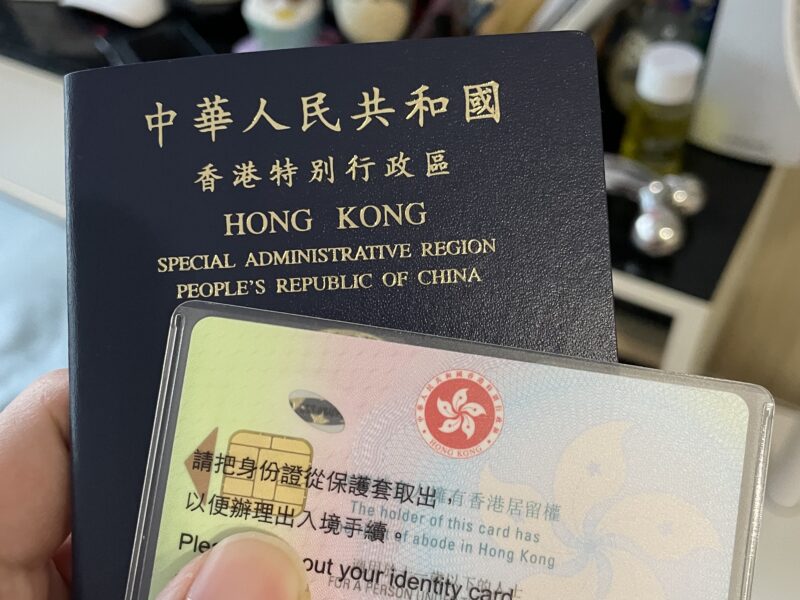 中華人民共和國
香港特別行政區
HONG KONG
SPECIAL ADMINISTRATIVE REGION
PEOPLE'S REPUBLIC OF CHINA
HONG KONG
請把身份證從保護套取出，
有香港居留權
The holder of this card has
以便辦理出入境手續。
of abode in Hong Kong
out your identity card
FOR A PERSON